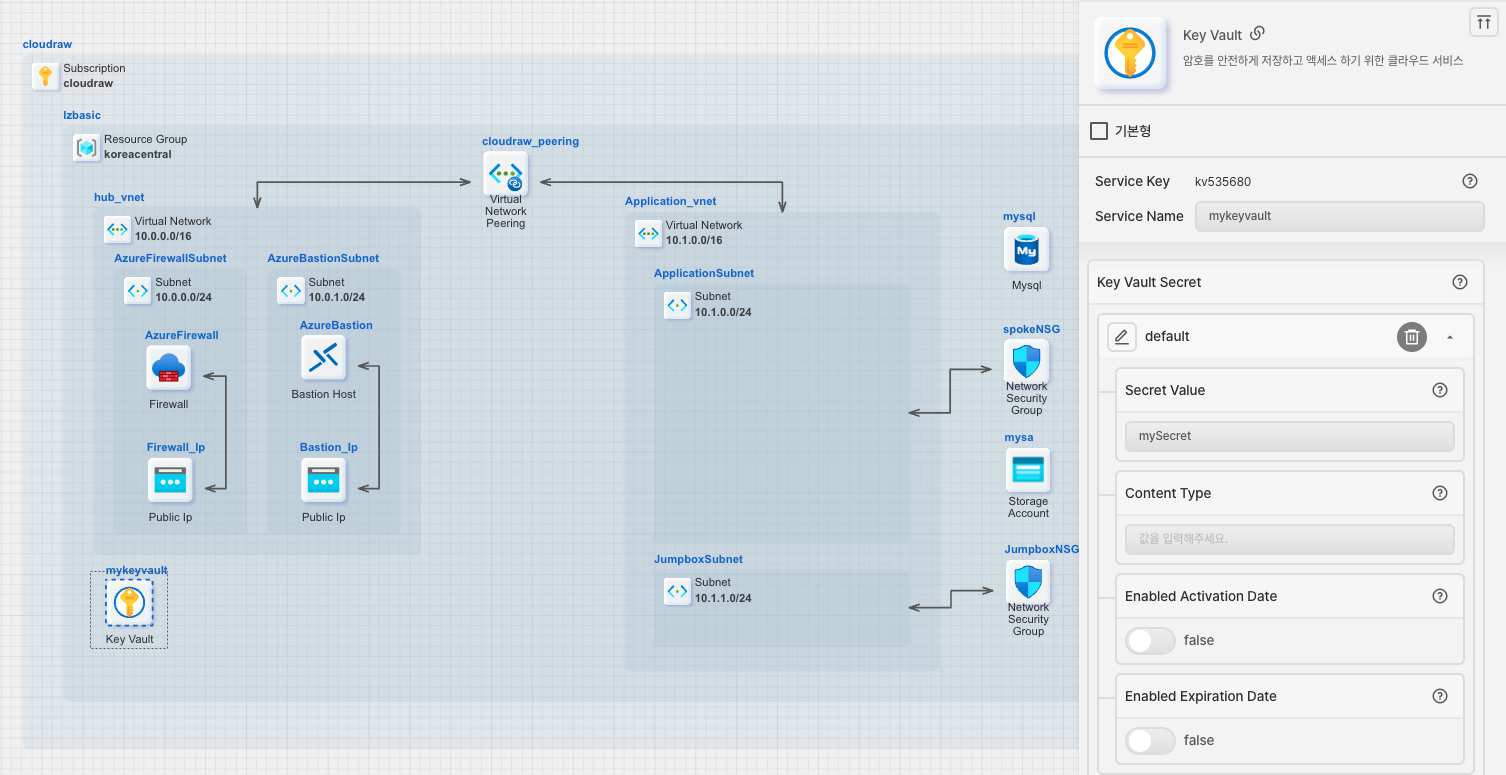 cloudraw
Subscription
cloudraw
lzbasic
Resource Group
koreacentral
cloudraw_peering
Virtual
Network
Peering
hub_vnet
Virtual Network
10.0.0.0/16
AzureFirewallSubnet
Subnet
10.0.0.0/24
AzureBastionSubnet
Subnet
10.0.1.0/24
AzureFirewall
Firewall
AzureBastion
Bastion Host
Firewall_Ip
Public Ip
Bastion_Ip
Public Ip
mykeyvault
Key Vault
Application_vnet
Virtual Network
10.1.0.0/16
ApplicationSubnet
Subnet
10.1.0.0/24
JumpboxSubnet
Subnet
10.1.1.0/24
mysql
My
Mysql
spokeNSG
Network
Security
Group
mysa
Storage
Account
JumpboxNSG
Network
Security
Group
Key Vault
암호를 안전하게 저장하고 액세스 하기 위한 클라우드 서비스
기본형
Service Key kv535680
Service Name mykeyvault
Key Vault Secret
default
Secret Value
mySecret
Content Type
값을 입력해주세요.
Enabled Activation Date
false
Enabled Expiration Date
false